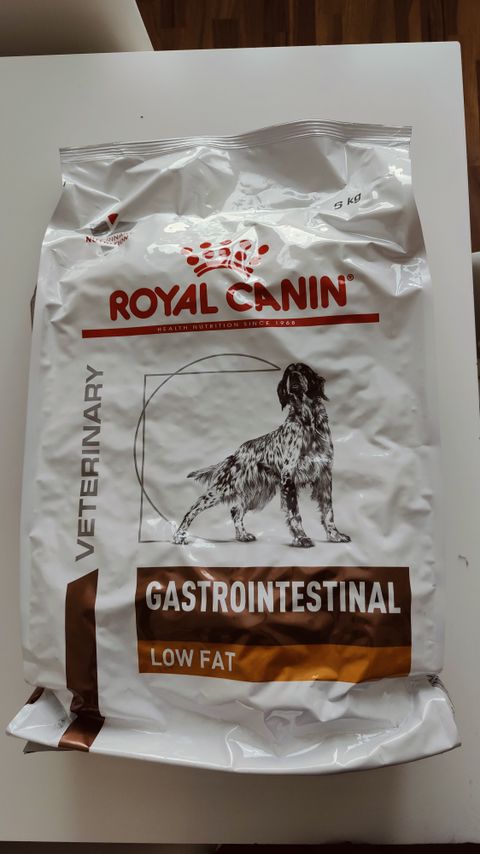 5 kg
ROYAL CANIN®
HEALTH NUTRITION SINCE 1968
VETERINARY
GASTROINTESTINAL
LOW FAT